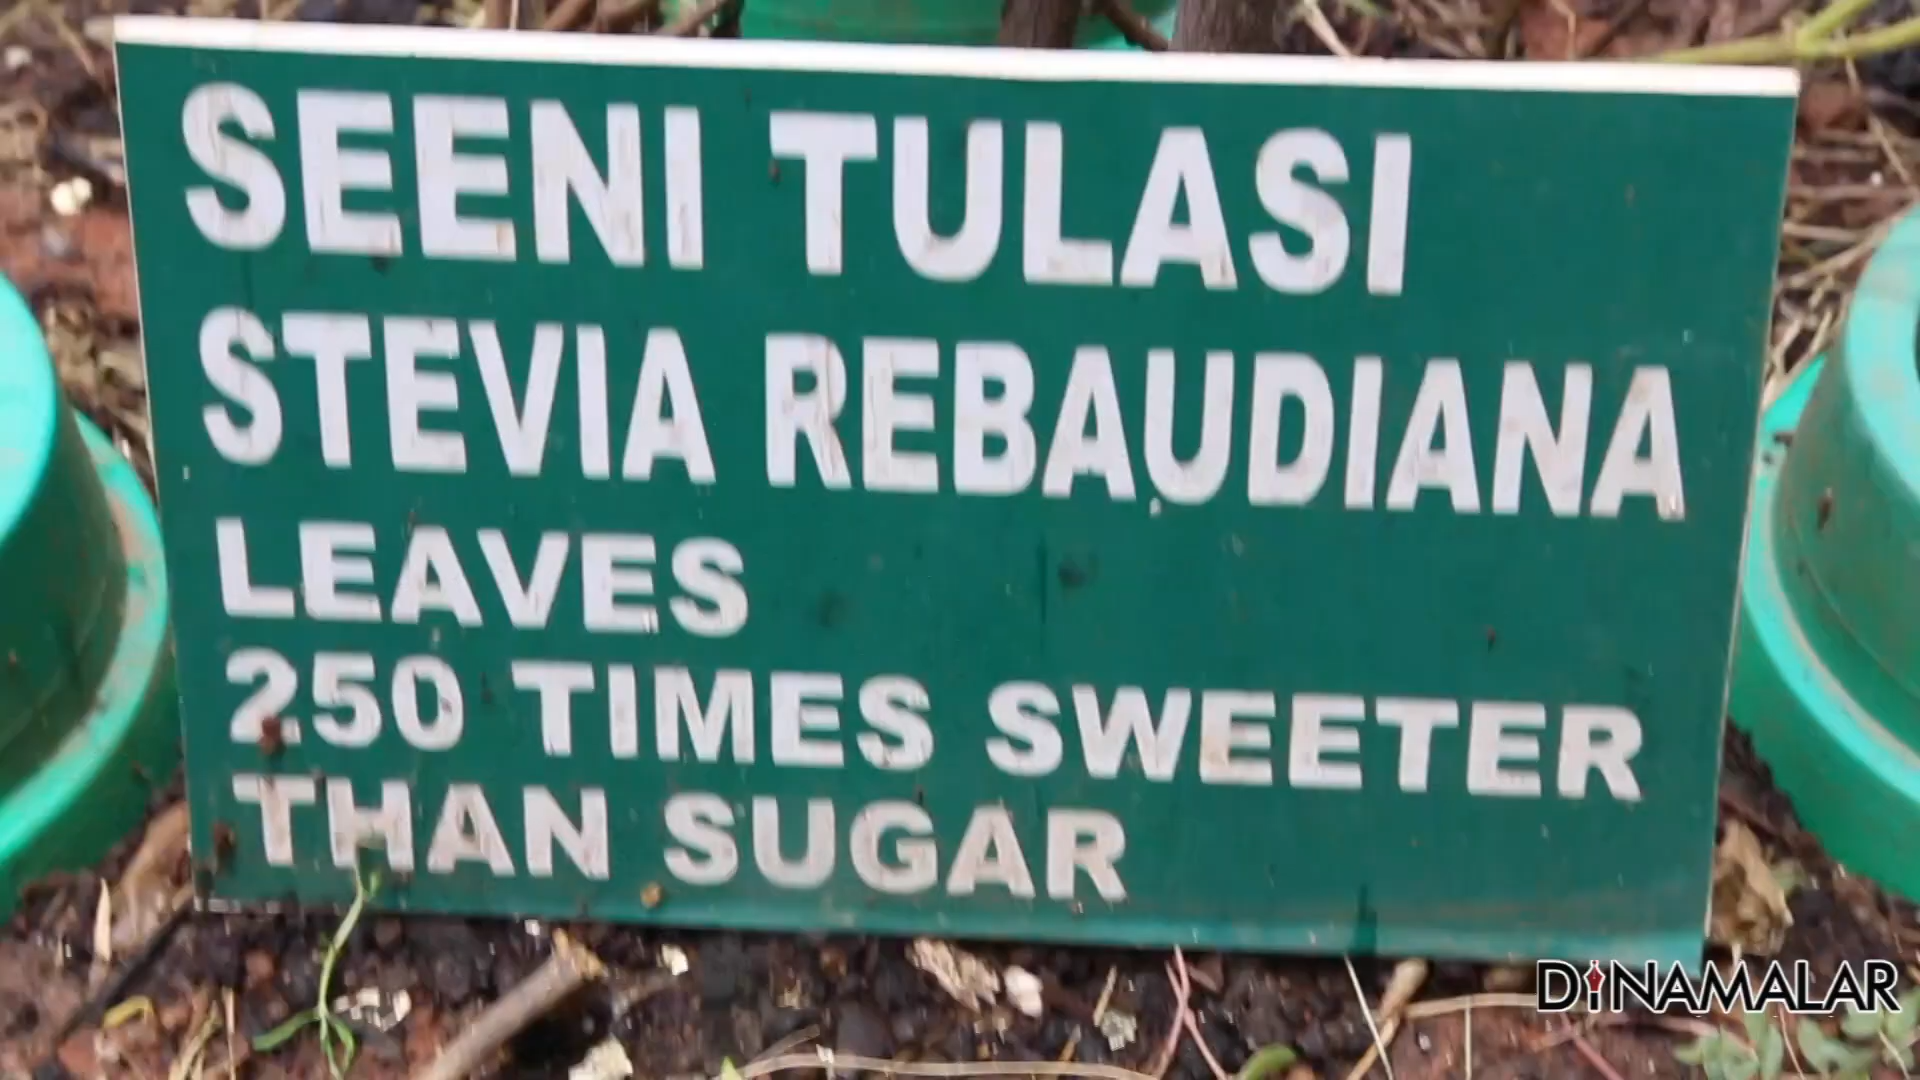 SEENI TULASI
STEVIA REBAUDIANA
LEAVES
250 TIMES SWEETER
THAN SUGAR
DINAMALAR